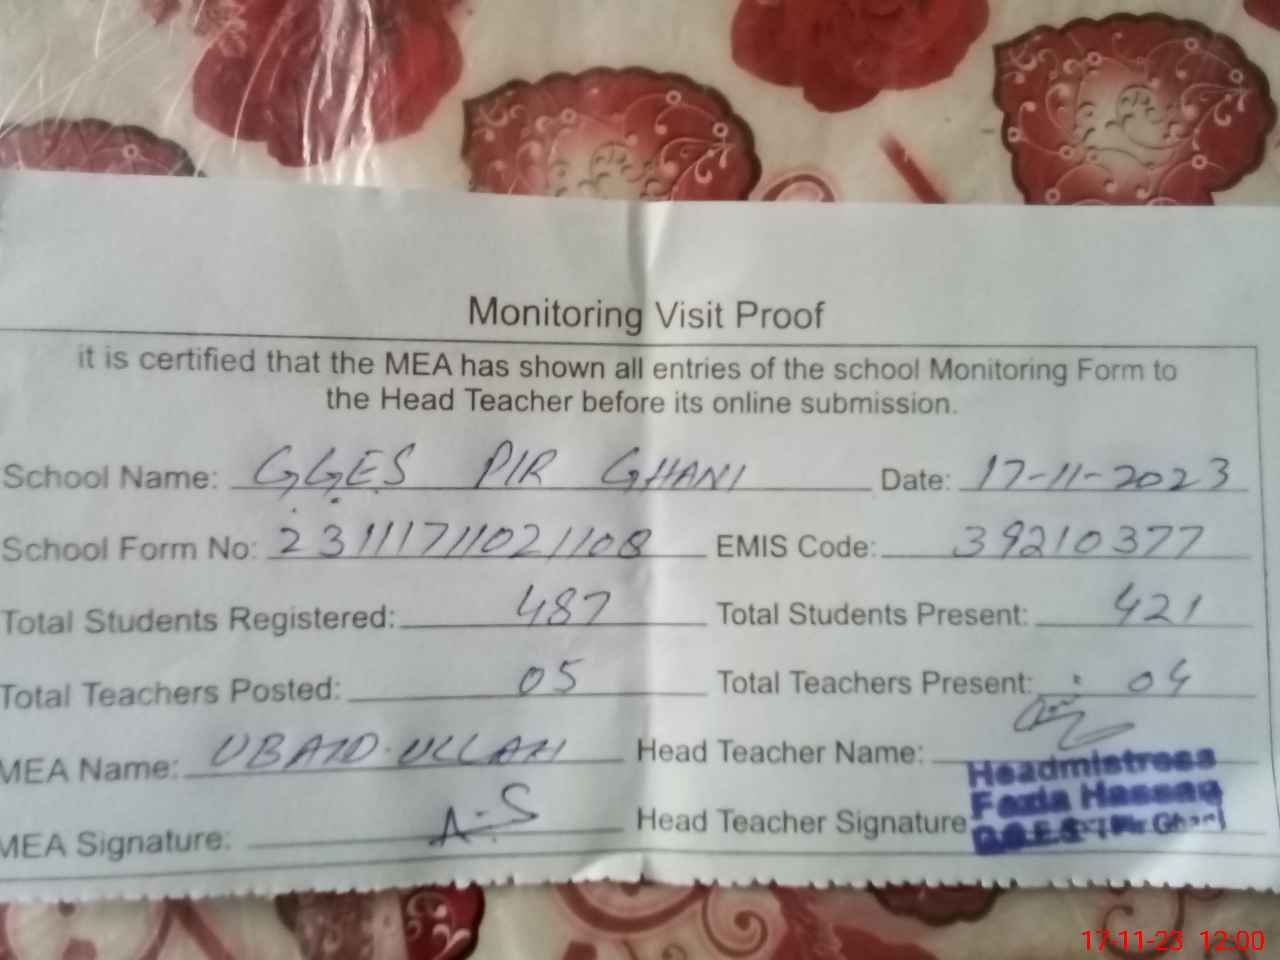 Monitoring Visit Proof
it is certified that the MEA has shown all entries of the school Monitoring Form to
the Head Teacher before its online submission.
School Name: GGES PIR GHANI Date: 17-11-2023
School Form No: 23111711021108 EMIS Code: 39210377
Total Students Registered: 487 Total Students Present: 421
Total Teachers Posted: 05 Total Teachers Present: 04
MEA Name: UBAID ULLAH Head Teacher Name:
Headmistress
MEA Signature: A-S Head Teacher Signature
Pir Ghani
17-11-23 12:00